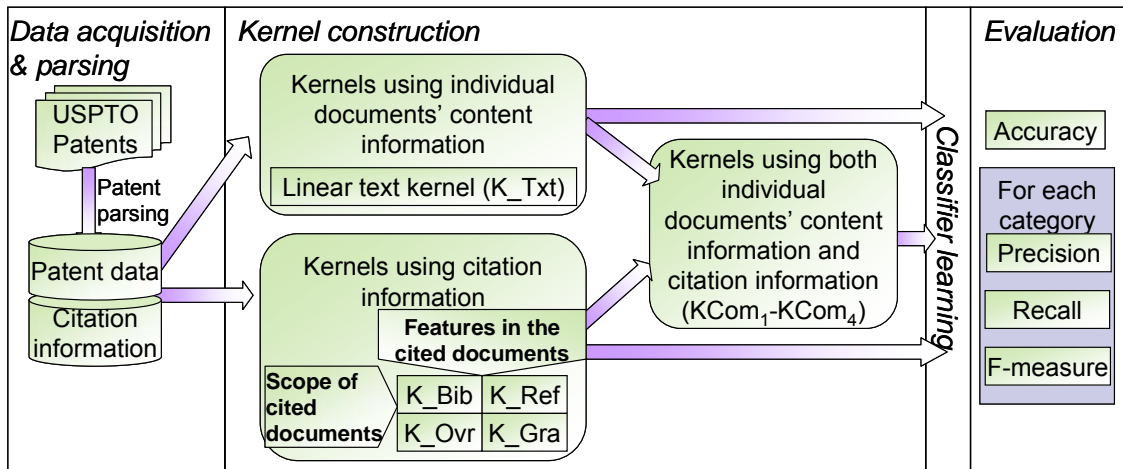 Data acquisition
& parsing
USPTO
Patents
Patent
parsing
Patent data
Citation
information
Kernel construction
Kernels using individual
documents’ content
information
Linear text kernel (K_Txt)
Kernels using citation
information
Features in the
cited documents
Scope of
cited
documents
K_Bib K_Ref
K_Ovr K_Gra
Kernels using both
individual
documents’ content
information and
citation information
(KCom1-KCom4)
Classifier learning
Evaluation
Accuracy
For each
category
Precision
Recall
F-measure